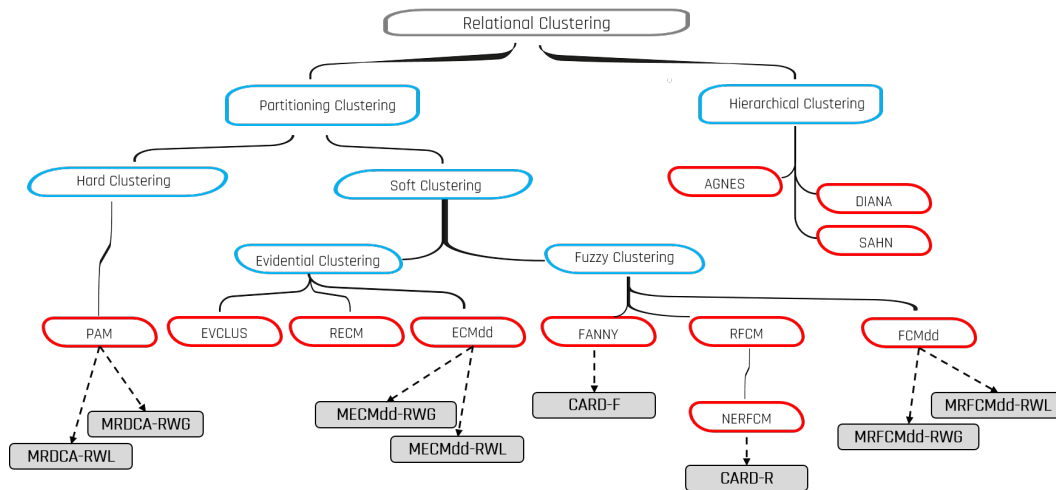 Relational Clustering
Partitioning Clustering
Hierarchical Clustering
Hard Clustering
Soft Clustering
AGNES
DIANA
SAHN
Evidential Clustering
Fuzzy Clustering
PAM
EVCLUS
RECM
ECMdd
FANNY
RFCM
FCMdd
MRDCA-RWG
MRDCA-RWL
MECMdd-RWG
MECMdd-RWL
CARD-F
NERFCM
CARD-R
MRFCMdd-RWL
MRFCMdd-RWG